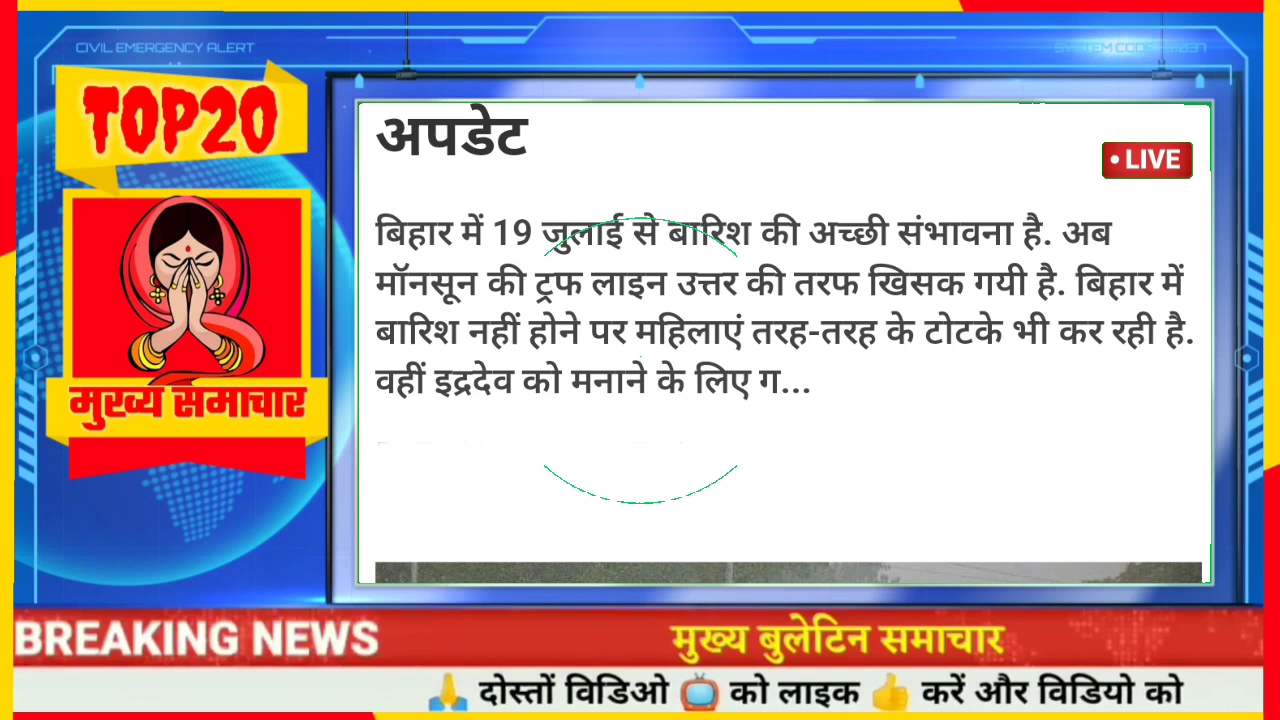 CIVIL EMERGENCY ALERT
TOP20
मुख्य समाचार
अपडेट
• LIVE
बिहार में 19 जुलाई से बारिश की अच्छी संभावना है. अब
मॉनसून की ट्रफ लाइन उत्तर की तरफ खिसक गयी है. बिहार में
बारिश नहीं होने पर महिलाएं तरह-तरह के टोटके भी कर रही है.
वहीं इद्रदेव को मनाने के लिए ग...
BREAKING NEWS
मुख्य बुलेटिन समाचार
🙏 दोस्तों विडिओ 📺 को लाइक 👍 करें और विडियो को